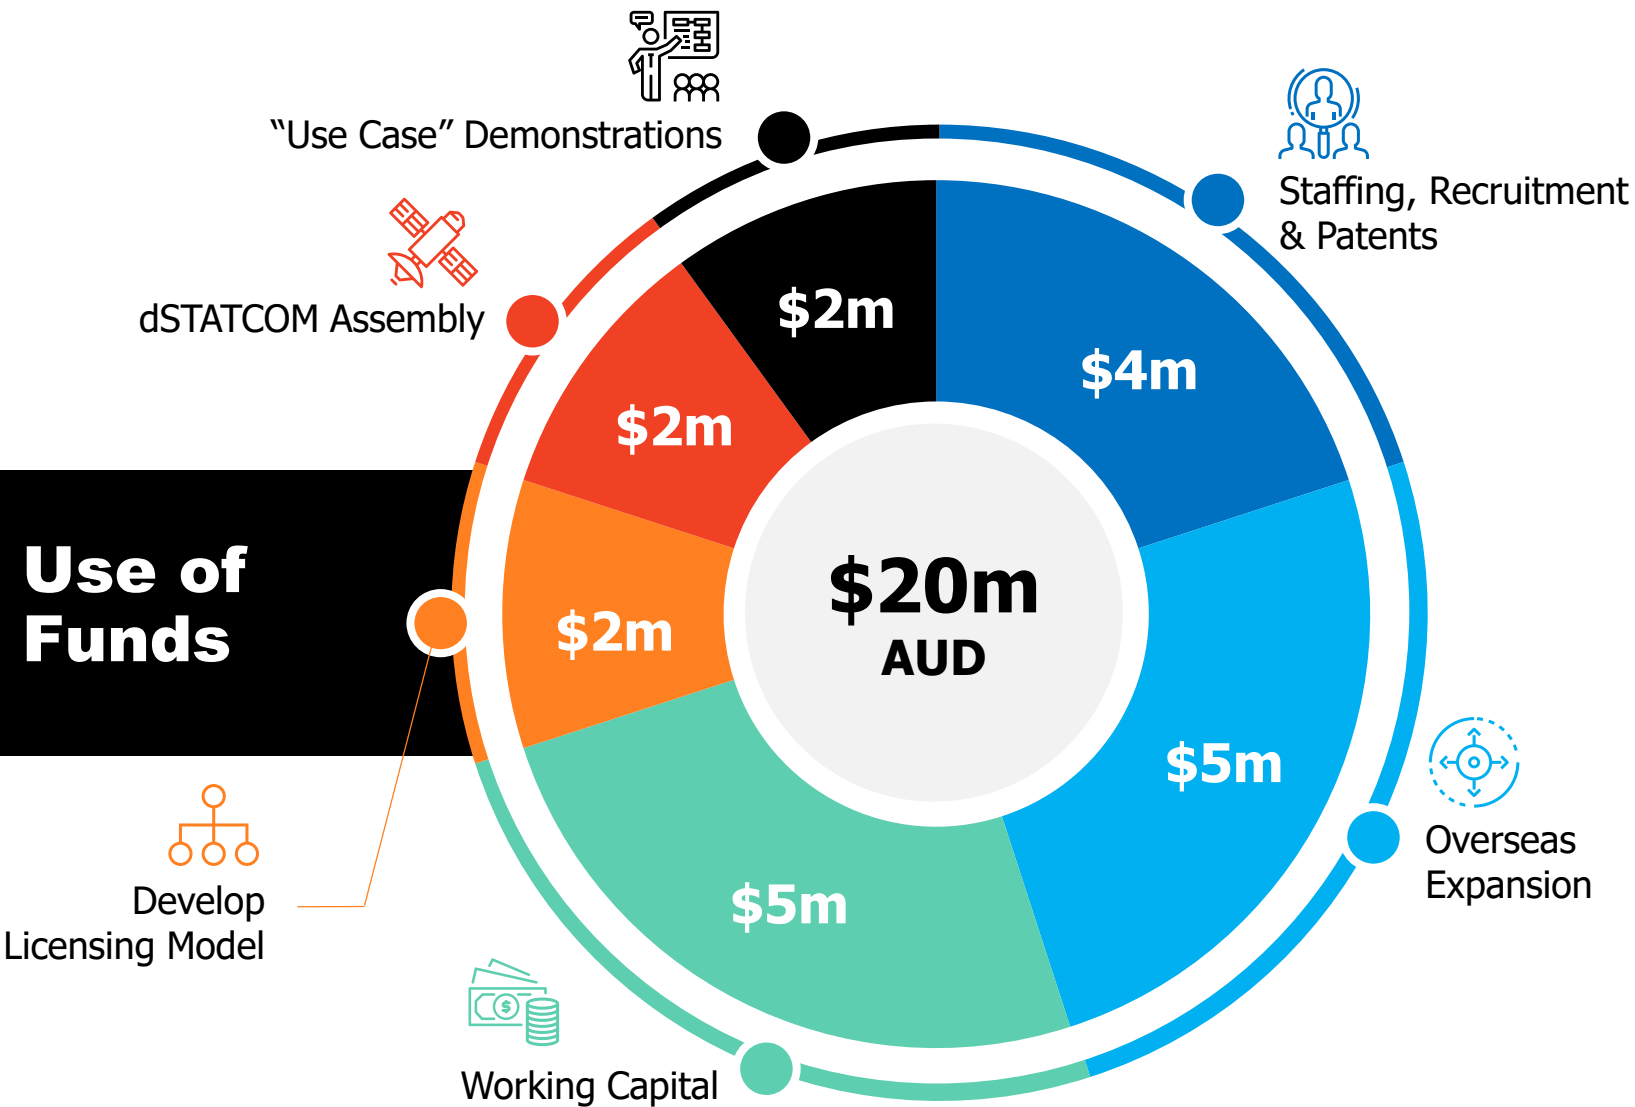 "Use Case" Demonstrations
Staffing, Recruitment
& Patents
dSTATCOM Assembly
$2m
$4m
$2m
Use of
Funds
$20m
AUD
$2m
$5m
Overseas
Expansion
Develop
Licensing Model
$5m
$
Working Capital